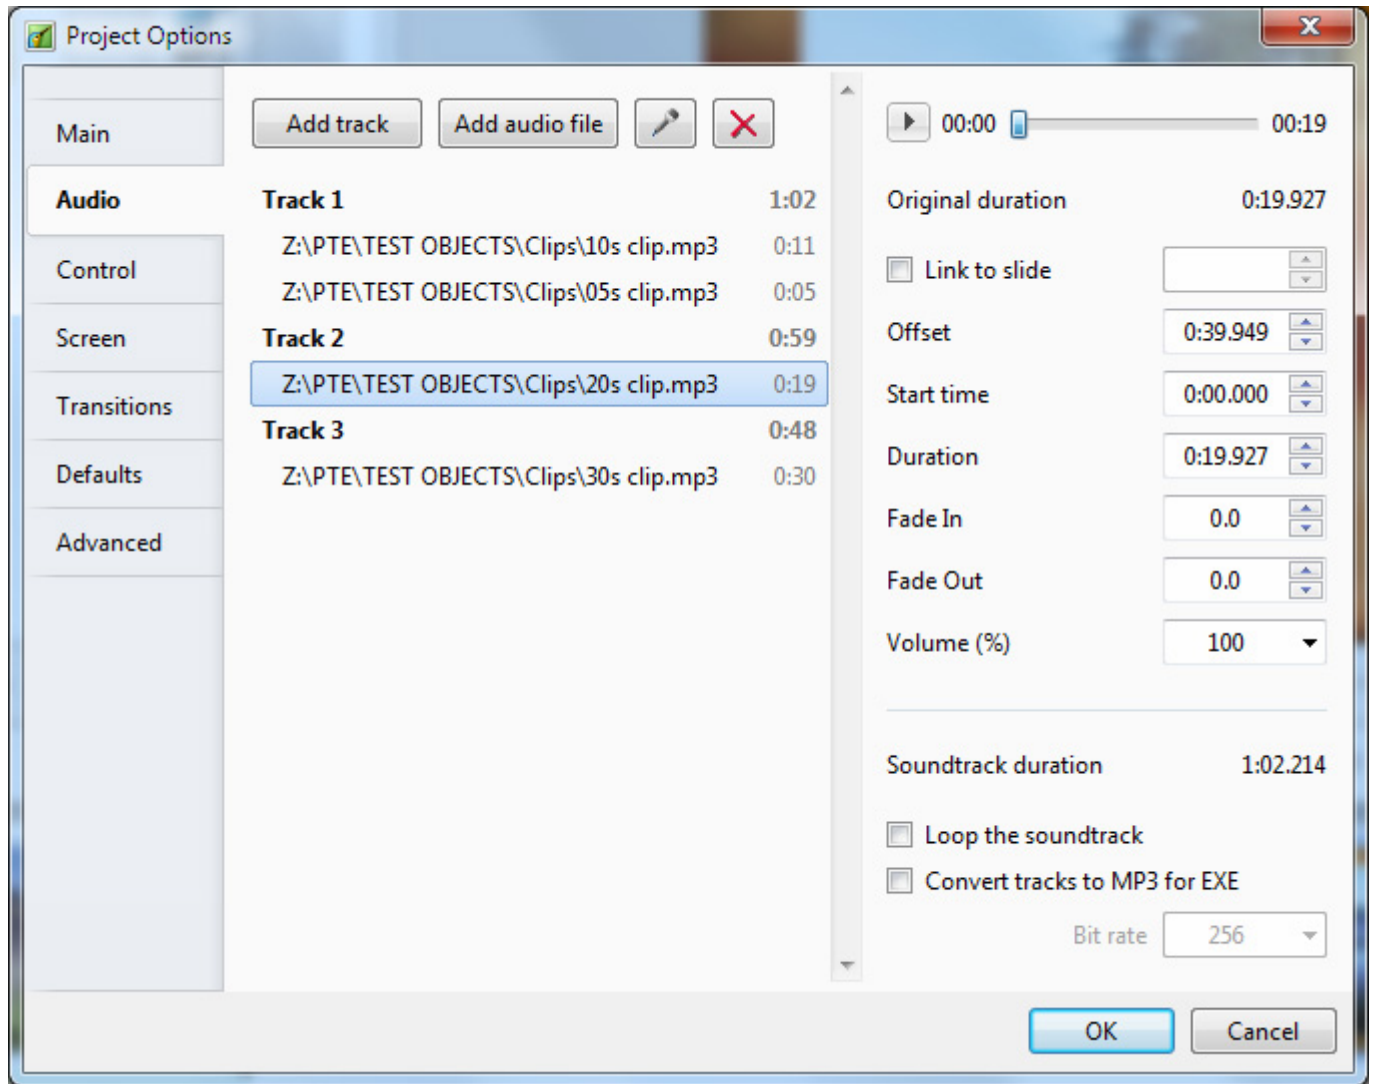 Project Options
Main
Audio
Control
Screen
Transitions
Defaults
Advanced
Add track Add audio file
Track 1 1:02
Z:\PTE\TEST OBJECTS\Clips\10s clip.mp3 0:11
Z:\PTE\TEST OBJECTS\Clips\05s clip.mp3 0:05
Track 2 0:59
Z:\PTE\TEST OBJECTS\Clips\20s clip.mp3 0:19
Track 3 0:48
Z:\PTE\TEST OBJECTS\Clips\30s clip.mp3 0:30
00:00 00:19
Original duration 0:19.927
Link to slide
Offset 0:39.949
Start time 0:00.000
Duration 0:19.927
Fade In 0.0
Fade Out 0.0
Volume (%) 100
Soundtrack duration 1:02.214
Loop the soundtrack
Convert tracks to MP3 for EXE
Bit rate 256
OK Cancel